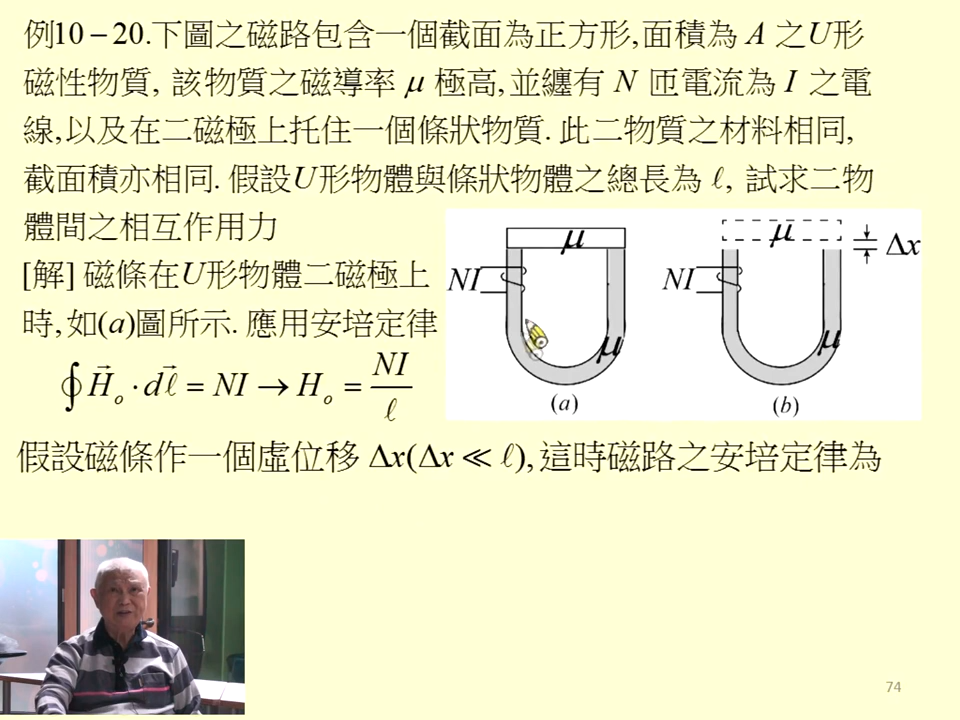 例10－20.下圖之磁路包含一個截面為正方形,面積為 A 之U形
磁性物質, 該物質之磁導率 μ 極高,並纏有 N 匝電流為 I 之電
線,以及在二磁極上托住一個條狀物質. 此二物質之材料相同,
截面積亦相同. 假設U形物體與條狀物體之總長為 ℓ, 試求二物
體間之相互作用力
[解] 磁條在U形物體二磁極上
時,如(a)圖所示. 應用安培定律
∮H⃗ₒ · dℓ⃗ = NI → Hₒ = NI/ℓ
μ
NI
μ
(a)
μ
Δx
NI
μ
(b)
假設磁條作一個虛位移 Δx(Δx ≪ ℓ),這時磁路之安培定律為
74